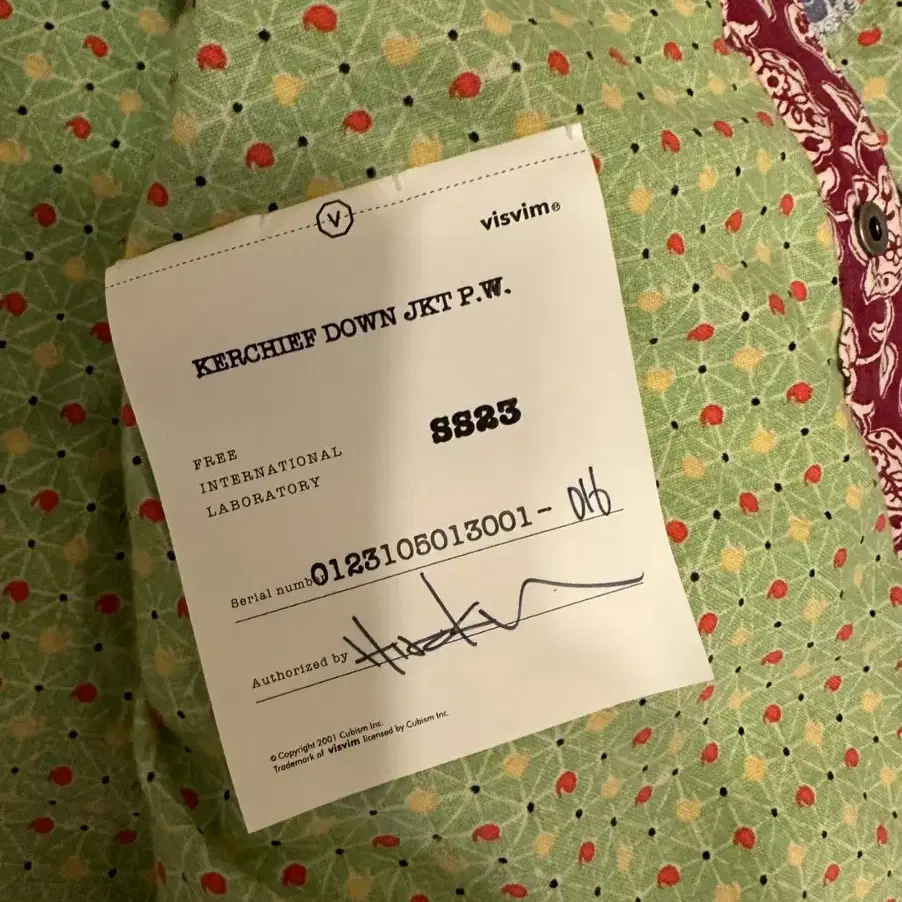 V
visvim®
KERCHIEF DOWN JKT P.W.
SS23
FREE
INTERNATIONAL
LABORATORY
Serial numb 0123105013001- 016
Authorized by
© Copyright 2001 Cubism Inc.
Trademark of visvim licensed by Cubism Inc.